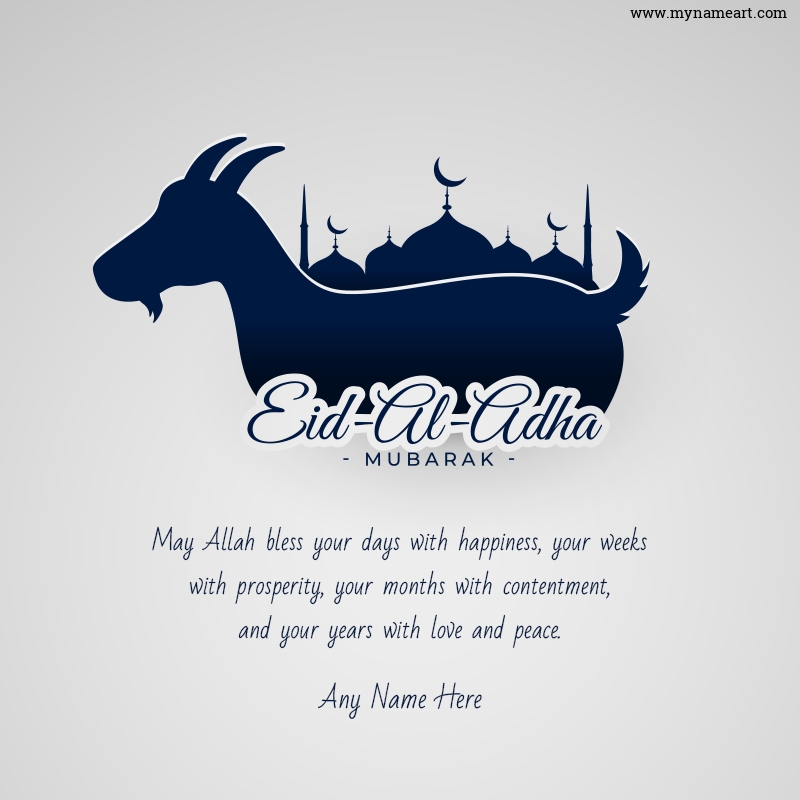 www.mynameart.com
Eid-Al-Adha
- MUBARAK -
May Allah bless your days with happiness, your weeks
with prosperity, your months with contentment,
and your years with love and peace.
Any Name Here